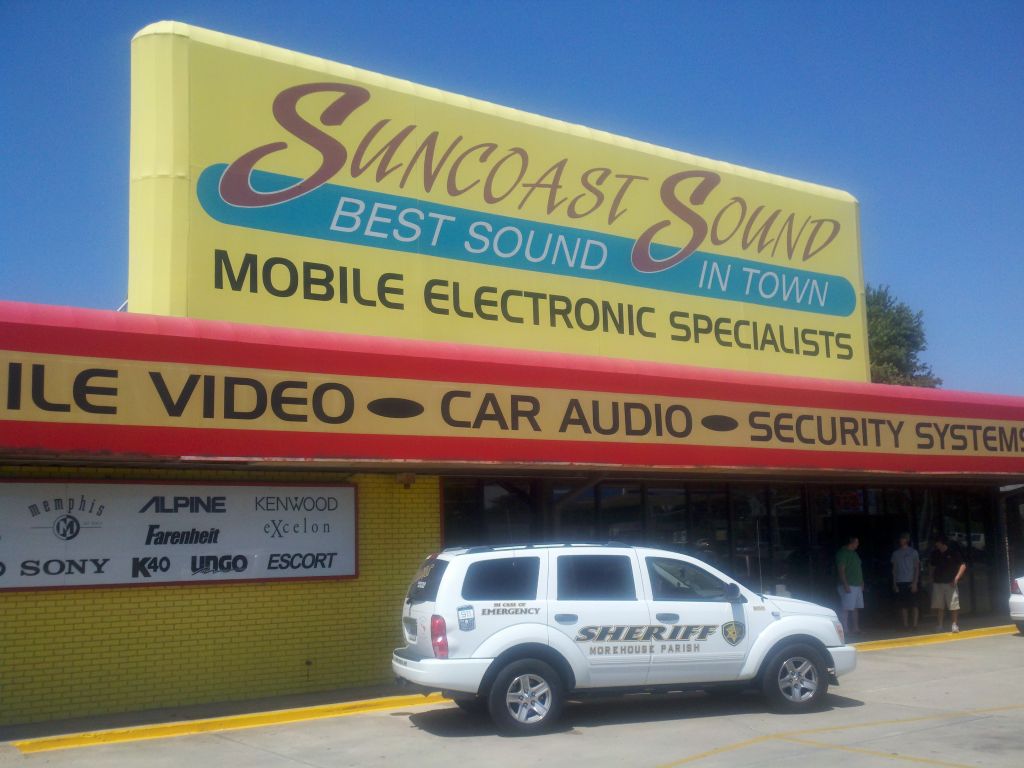 SUNCOAST SOUND
BEST SOUND IN TOWN
MOBILE ELECTRONIC SPECIALISTS
ILE VIDEO CAR AUDIO SECURITY SYSTEMS
memphis ALPINE KENWOOD
M Farenheit eXcelon
SONY K40 UNGO ESCORT
IN CASE OF
EMERGENCY
911
SHERIFF
MOREHOUSE PARISH